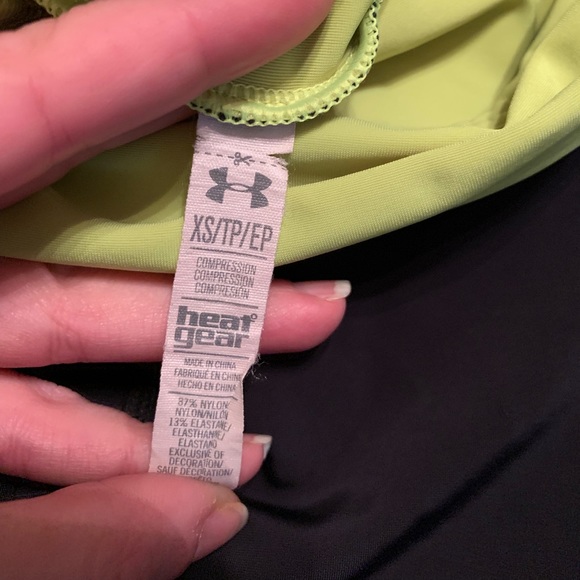 XS/TP/EP
COMPRESSION
COMPRESSION
COMPRESIÓN
heat
gear
MADE IN CHINA
FABRIQUÉ EN CHINE
HECHO EN CHINA
87% NYLON/
NYLON/NILÓN
13% ELASTANE/
ELASTHANNE/
ELASTANO
EXCLUSIVE OF
DECORATION/
SAUF DÉCORATION/